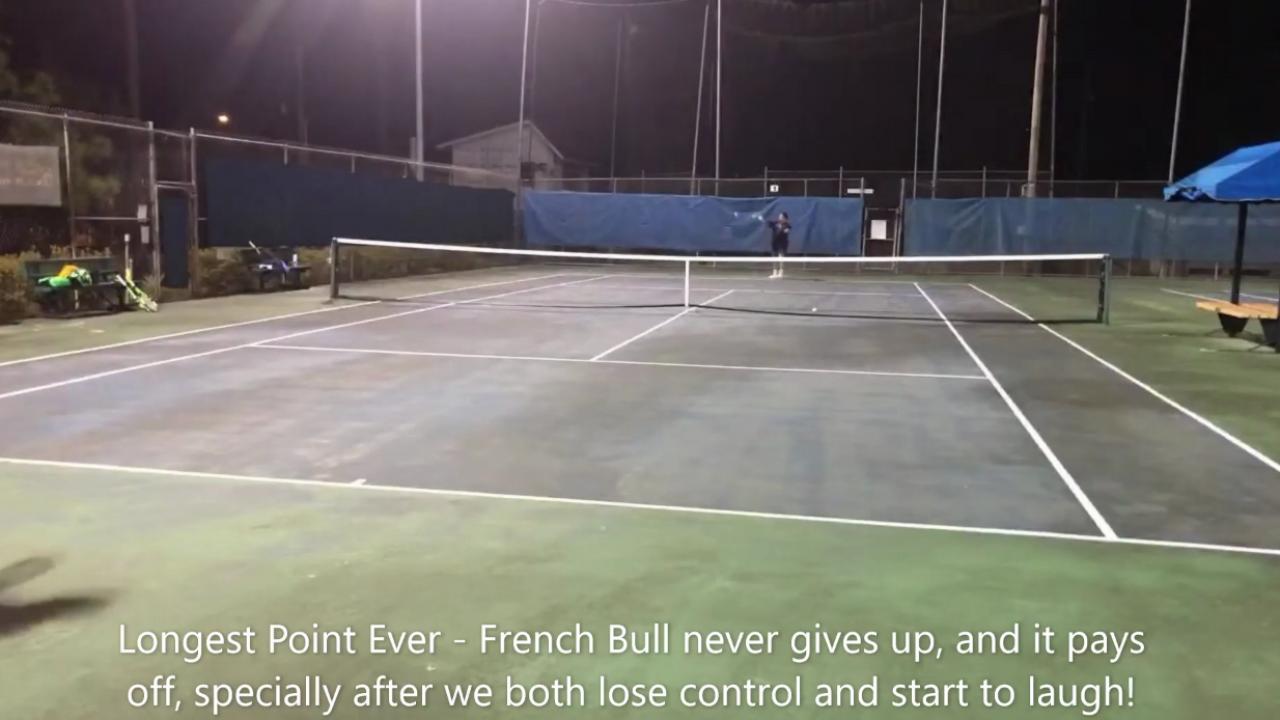 Longest Point Ever - French Bull never gives up, and it pays
off, specially after we both lose control and start to laugh!